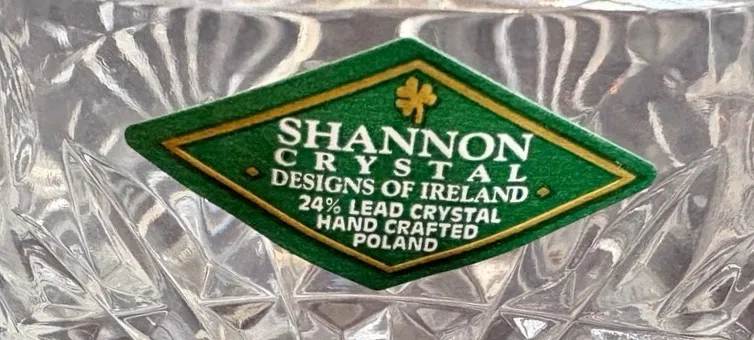 SHANNON
CRYSTAL
DESIGNS OF IRELAND
24% LEAD CRYSTAL
HAND CRAFTED
POLAND